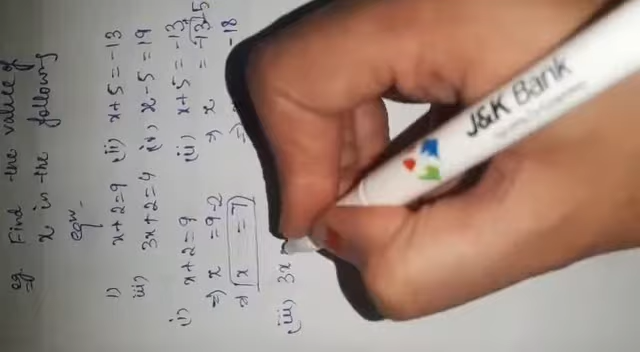 eg. Find the value of
x in the following
eqn -
i) x+2=9 (ii) x+5=-13
iii) 3x+2=4 (iv) x-5=19
(i) x+2=9 (ii) x+5=-13
⇒ x =9-2 ⇒ x =-13-5
⇒ x =7 ⇒ -18
(iii) 3x
J&K Bank